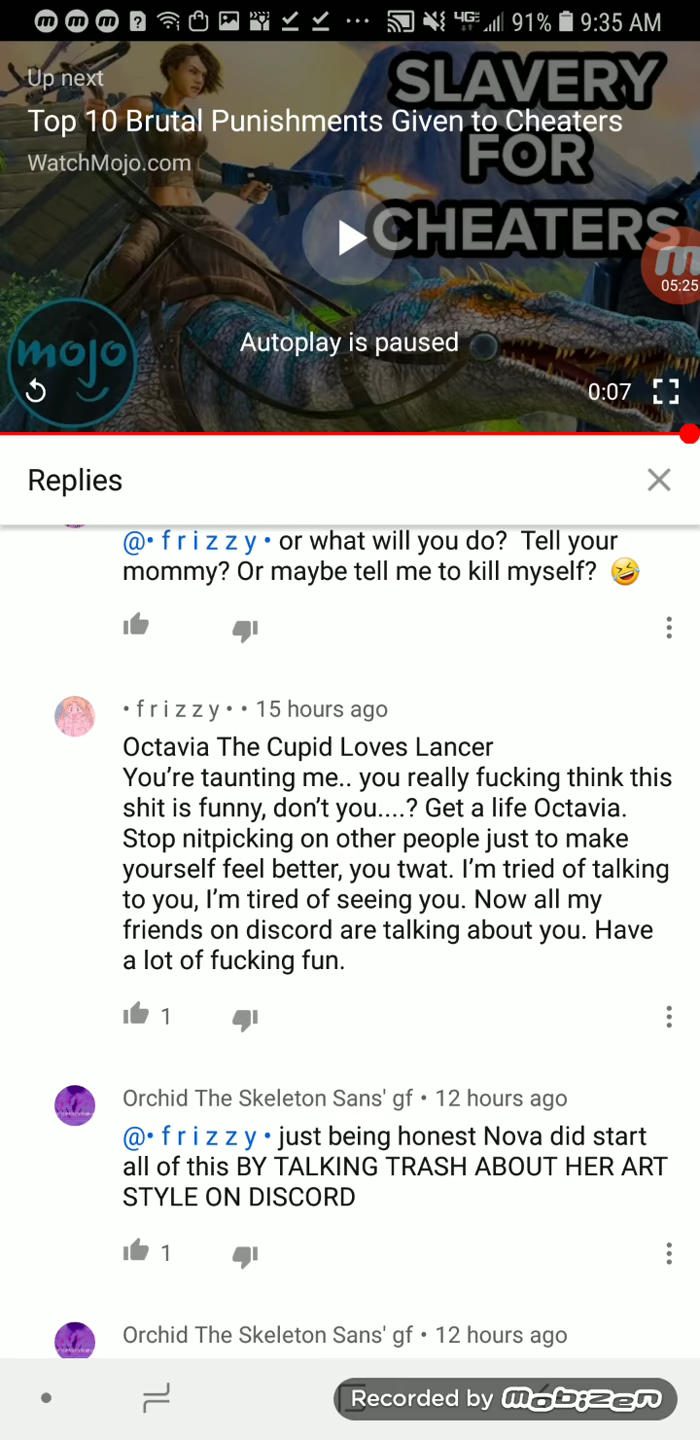 4GE 91% 9:35 AM
Up next
SLAVERY
Top 10 Brutal Punishments Given to Cheaters
FOR
WatchMojo.com
CHEATERS
m
05:25
mojo
Autoplay is paused
0:07
Replies
@• f r i z z y • or what will you do?  Tell your
mommy? Or maybe tell me to kill myself? 🤣
• f r i z z y • • 15 hours ago
Octavia The Cupid Loves Lancer
You’re taunting me.. you really fucking think this
shit is funny, don’t you....? Get a life Octavia.
Stop nitpicking on other people just to make
yourself feel better, you twat. I’m tried of talking
to you, I’m tired of seeing you. Now all my
friends on discord are talking about you. Have
a lot of fucking fun.
1
Orchid The Skeleton Sans' gf • 12 hours ago
@• f r i z z y • just being honest Nova did start
all of this BY TALKING TRASH ABOUT HER ART
STYLE ON DISCORD
1
Orchid The Skeleton Sans' gf • 12 hours ago
Recorded by mobizen